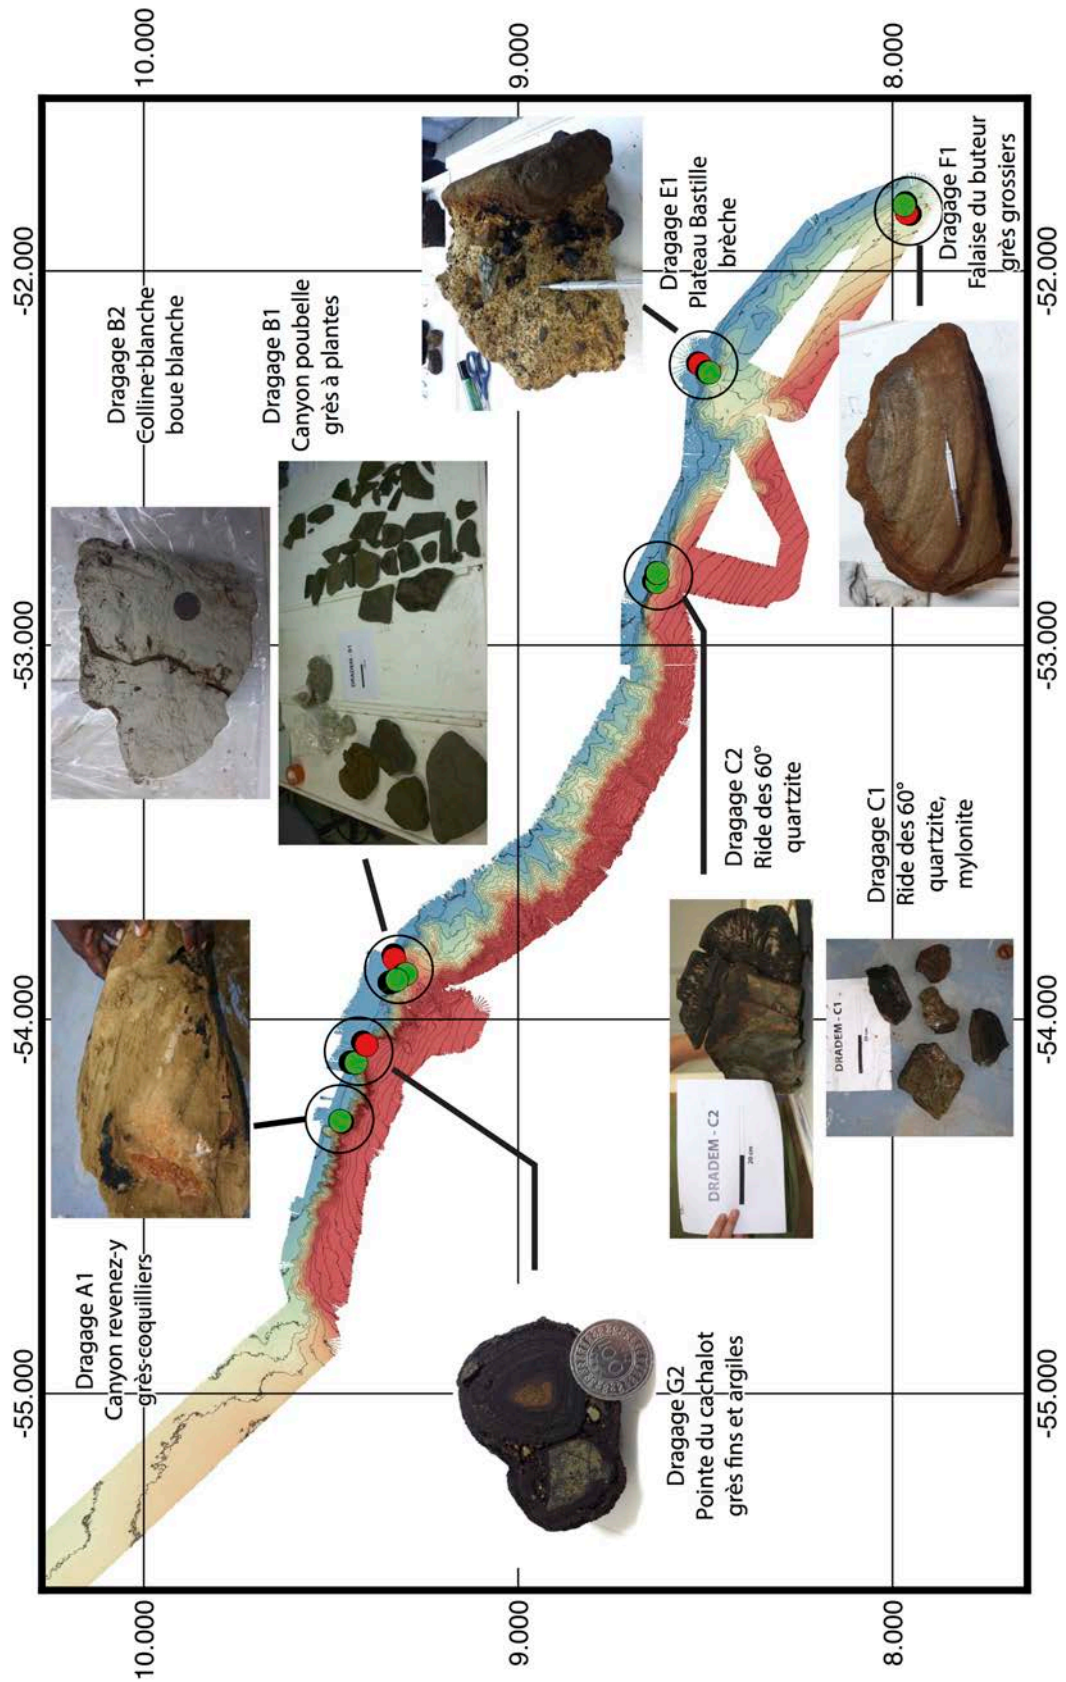 -55.000
-54.000
-53.000
-52.000
10.000
9.000
8.000
10.000
9.000
8.000
Dragage A1
Canyon revenez-y
grès-coquilliers
Dragage B2
Colline-blanche
boue blanche
Dragage B1
Canyon poubelle
grès à plantes
DRADEM - B1
Dragage E1
Plateau Bastille
brèche
Dragage G2
Pointe du cachalot
grès fins et argiles
100
DRADEM - C2
20 cm
Dragage C2
Ride des 60°
quartzite
DRADEM - C1
Dragage C1
Ride des 60°
quartzite,
mylonite
Dragage F1
Falaise du buteur
grès grossiers
-55.000
-54.000
-53.000
-52.000